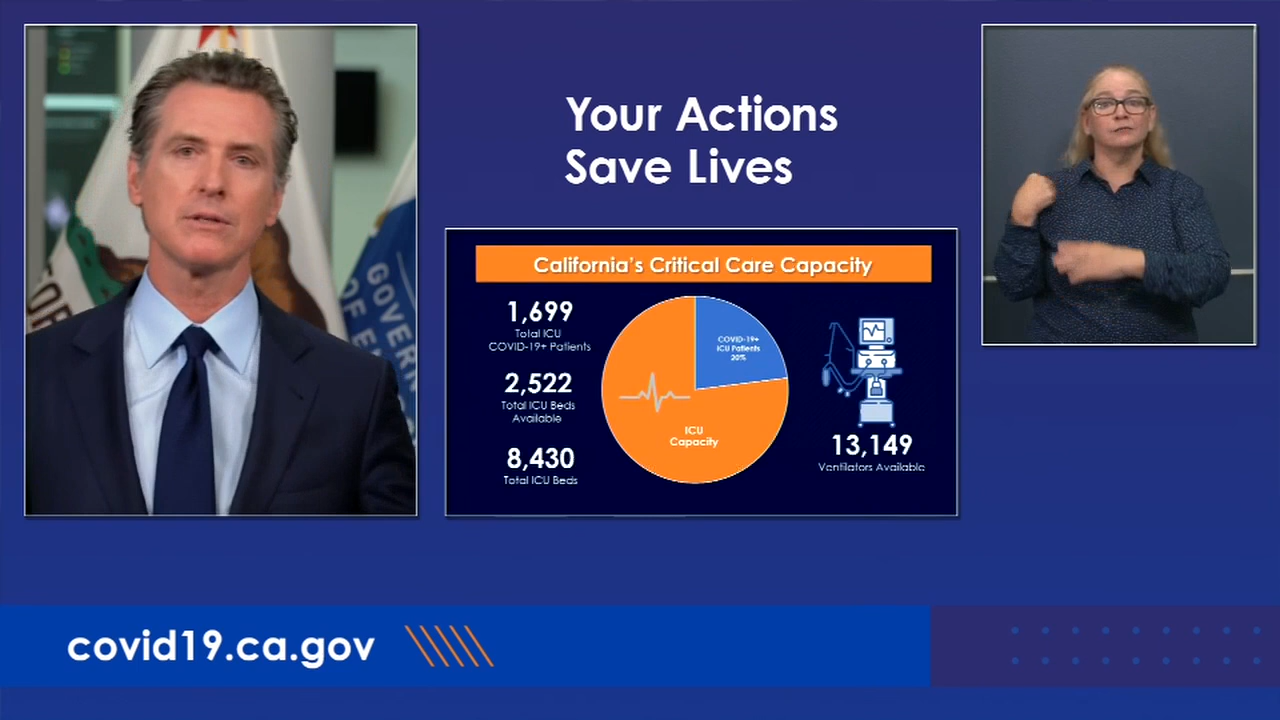 Your Actions
Save Lives
California's Critical Care Capacity
1,699
Total ICU
COVID-19+ Patients
2,522
Total ICU Beds
Available
8,430
Total ICU Beds
COVID-19+
ICU Patients
20%
ICU
Capacity
13,149
Ventilators Available
GOVERN
OF E
covid19.ca.gov